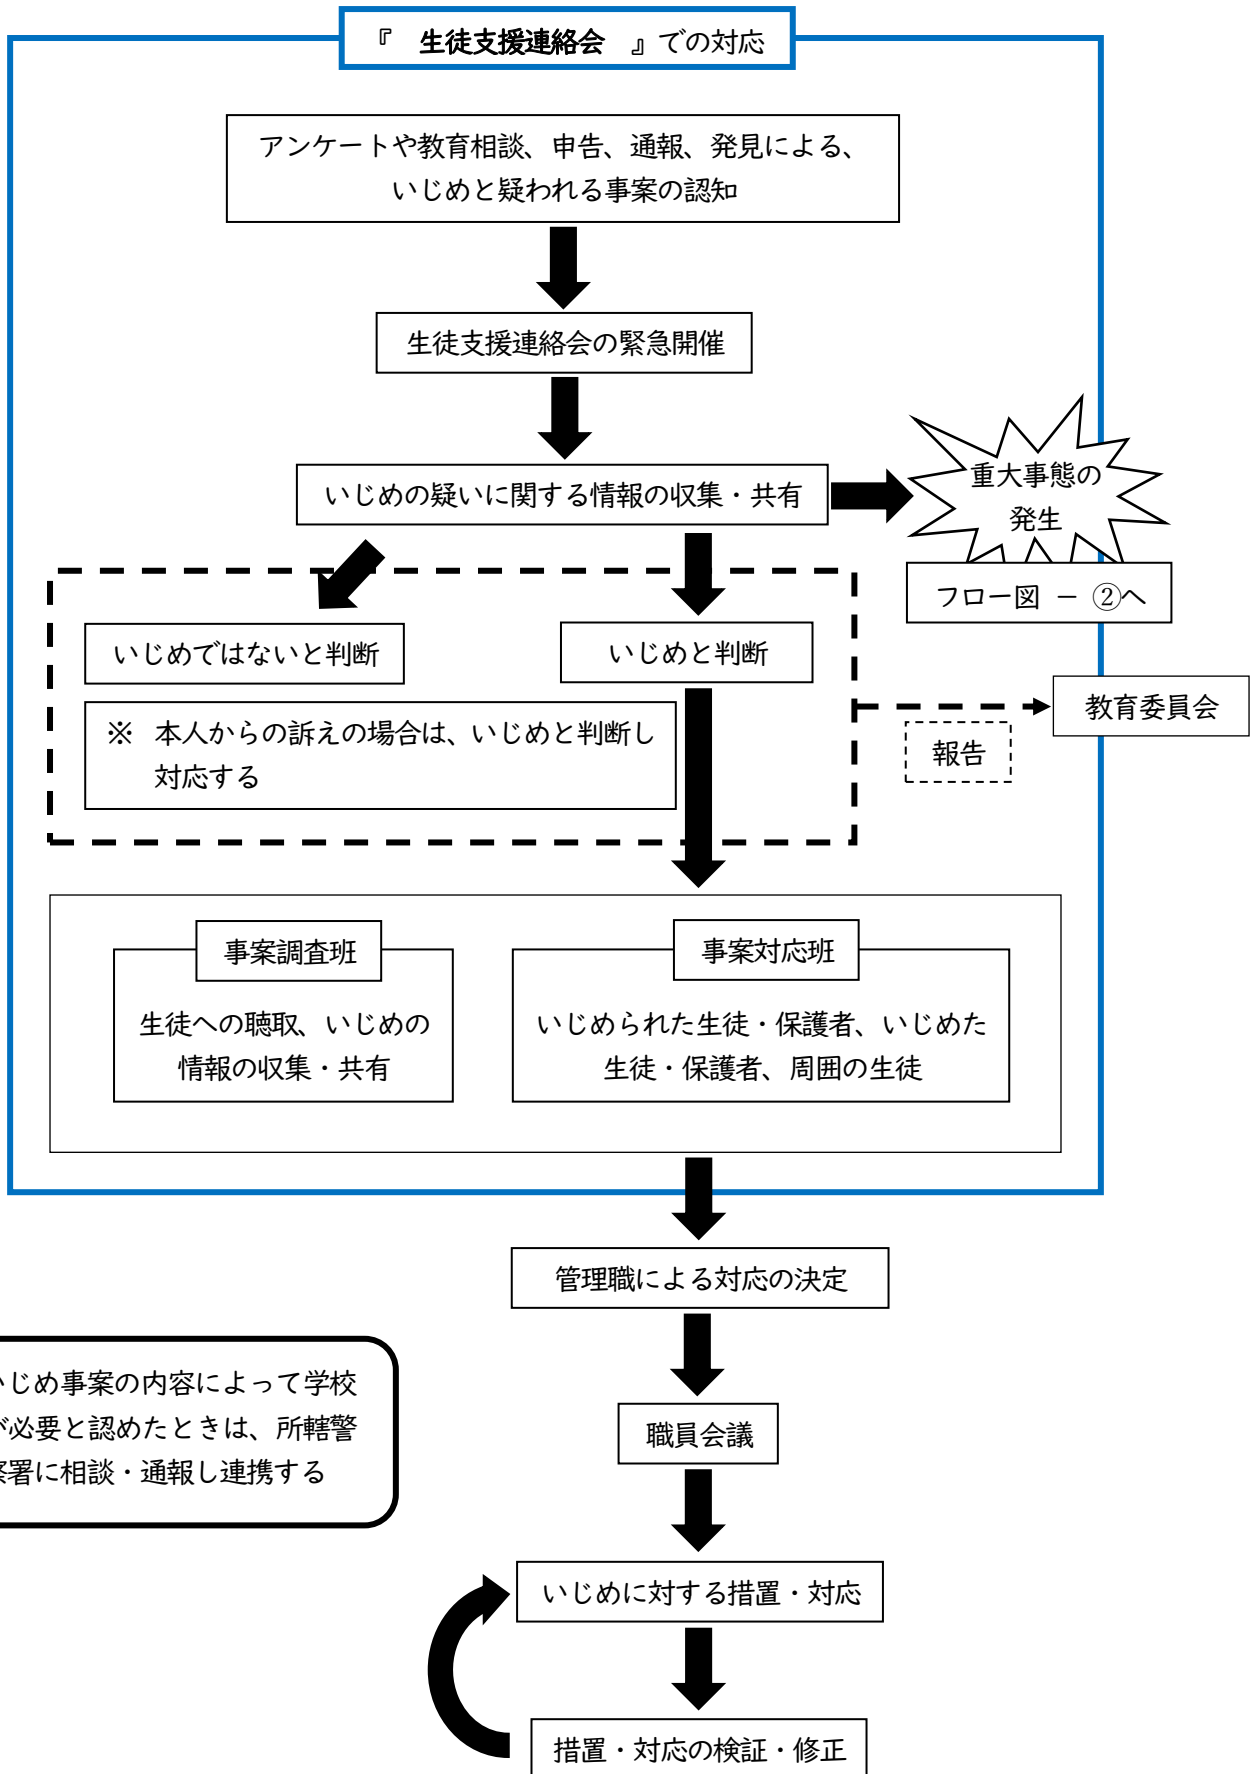 『　生徒支援連絡会　』での対応
アンケートや教育相談、申告、通報、発見による、
いじめと疑われる事案の認知
生徒支援連絡会の緊急開催
いじめの疑いに関する情報の収集・共有
重大事態の
発生
フロー図 － ②へ
いじめではないと判断
いじめと判断
※　本人からの訴えの場合は、いじめと判断し
対応する
教育委員会
報告
事案調査班
生徒への聴取、いじめの
情報の収集・共有
事案対応班
いじめられた生徒・保護者、いじめた
生徒・保護者、周囲の生徒
管理職による対応の決定
いじめ事案の内容によって学校
が必要と認めたときは、所轄警
察署に相談・通報し連携する
職員会議
いじめに対する措置・対応
措置・対応の検証・修正